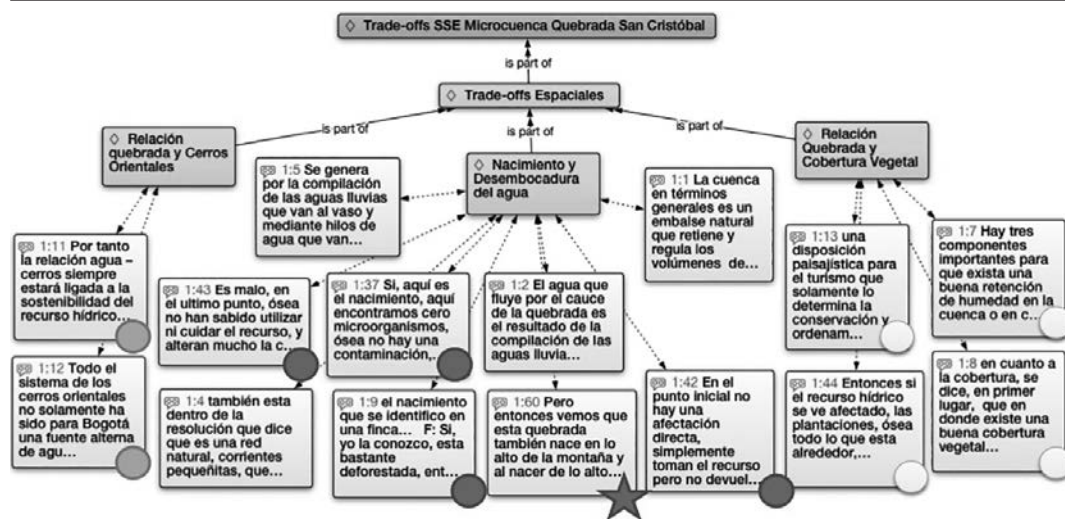 Trade-offs SSE Microcuenca Quebrada San Cristóbal
is part of
Trade-offs Espaciales
is part of
is part of
is part of
Relación
quebrada y Cerros
Orientales
Nacimiento y
Desembocadura
del agua
Relación
Quebrada y
Cobertura Vegetal
1:5 Se genera
por la compilación
de las aguas lluvias
que van al vaso y
mediante hilos de
agua que van...
1:1 La cuenca
en términos
generales es un
embalse natural
que retiene y
regula los
volúmenes de...
1:11 Por tanto
la relación agua –
cerros siempre
estará ligada a la
sostenibilidad del
recurso hídrico...
1:43 Es malo, en
el ultimo punto, ósea
no han sabido utilizar
ni cuidar el recurso, y
alteran mucho la c...
1:37 Si, aquí es
el nacimiento, aquí
encontramos cero
microorganismos,
ósea no hay una
contaminación,...
1:2 El agua que
fluye por el cauce
de la quebrada es
el resultado de la
compilación de las
aguas lluvia...
1:13 una
disposición
paisajística para
el turismo que
solamente lo
determina la
conservación y
ordenam...
1:7 Hay tres
componentes
importantes para
que exista una
buena retención
de humedad en la
cuenca o en c...
1:12 Todo el
sistema de los
cerros orientales
no solamente ha
sido para Bogotá
una fuente alterna
de agu...
1:4 también esta
dentro de la
resolución que dice
que es una red
natural, corrientes
pequeñitas, que...
1:9 el nacimiento
que se identifico en
una finca... F: Si,
yo la conozco, esta
bastante
deforestada, ent...
1:60 Pero
entonces vemos que
esta quebrada
también nace en lo
alto de la montaña y
al nacer de lo alto...
1:42 En el
punto inicial no
hay una
afectación
directa,
simplemente
toman el recurso
pero no devuel...
1:44 Entonces si
el recurso hídrico
se ve afectado, las
plantaciones, ósea
todo lo que esta
alrededor,...
1:8 en cuanto a
la cobertura, se
dice, en primer
lugar, que en
donde existe una
buena cobertura
vegetal...